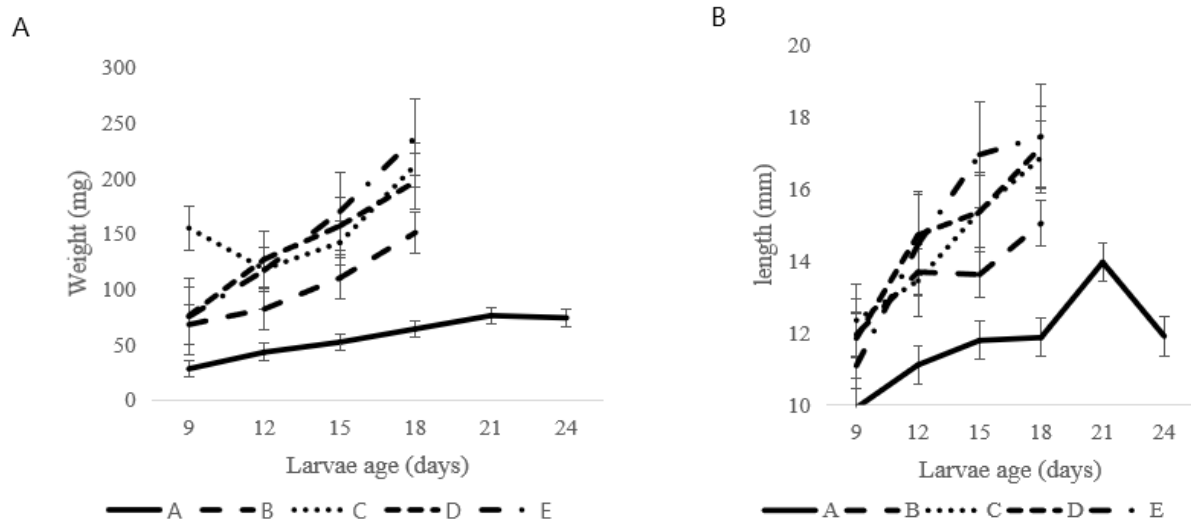 A
300
250
200
150
100
50
0
Weight (mg)
9 12 15 18 21 24
Larvae age (days)
A B C D E
B
20
18
16
14
12
10
length (mm)
9 12 15 18 21 24
Larvae age (days)
A B C D E